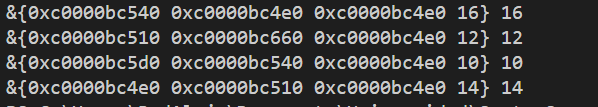 &{0xc0000bc540 0xc0000bc4e0 0xc0000bc4e0 16} 16
&{0xc0000bc510 0xc0000bc660 0xc0000bc4e0 12} 12
&{0xc0000bc5d0 0xc0000bc540 0xc0000bc4e0 10} 10
&{0xc0000bc4e0 0xc0000bc510 0xc0000bc4e0 14} 14